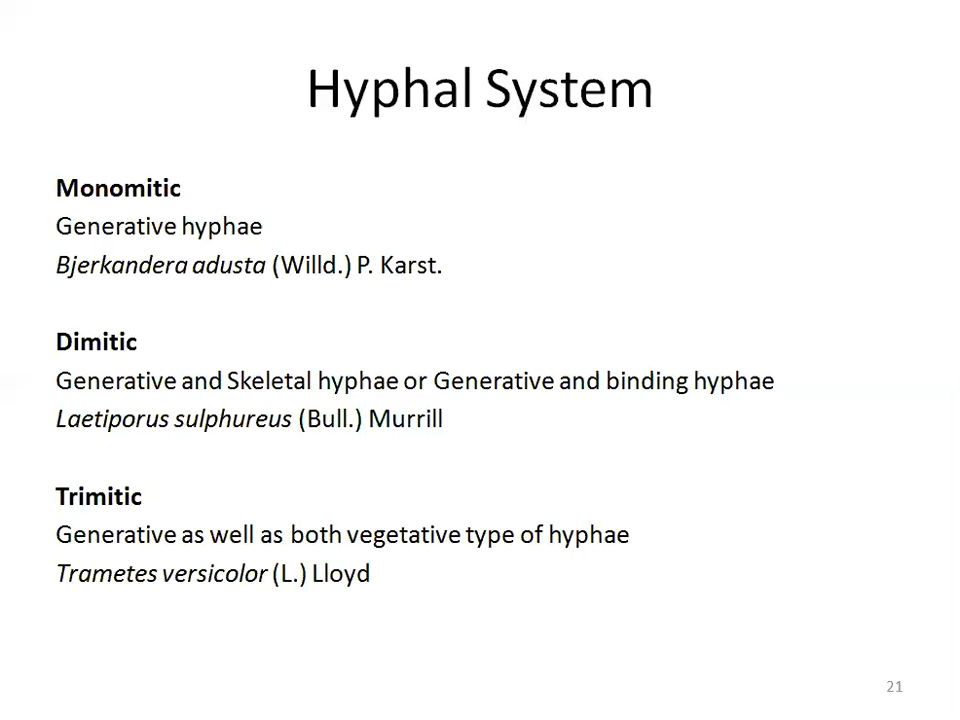 Hyphal System
Monomitic
Generative hyphae
Bjerkandera adusta (Willd.) P. Karst.
Dimitic
Generative and Skeletal hyphae or Generative and binding hyphae
Laetiporus sulphureus (Bull.) Murrill
Trimitic
Generative as well as both vegetative type of hyphae
Trametes versicolor (L.) Lloyd
21